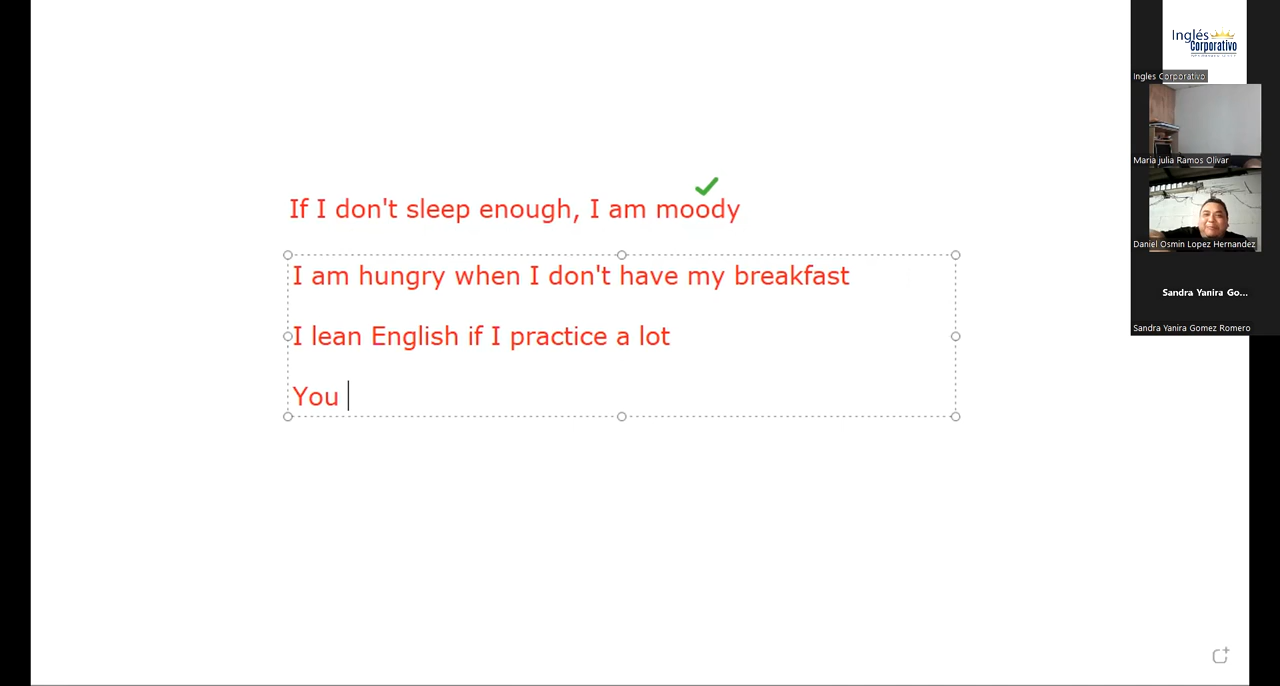 If I don't sleep enough, I am moody
I am hungry when I don't have my breakfast
I lean English if I practice a lot
You
Inglés
Corporativo
Ingles Corporativo
Maria julia Ramos Olivar
Daniel Osmin Lopez Hernandez
Sandra Yanira Go...
Sandra Yanira Gomez Romero